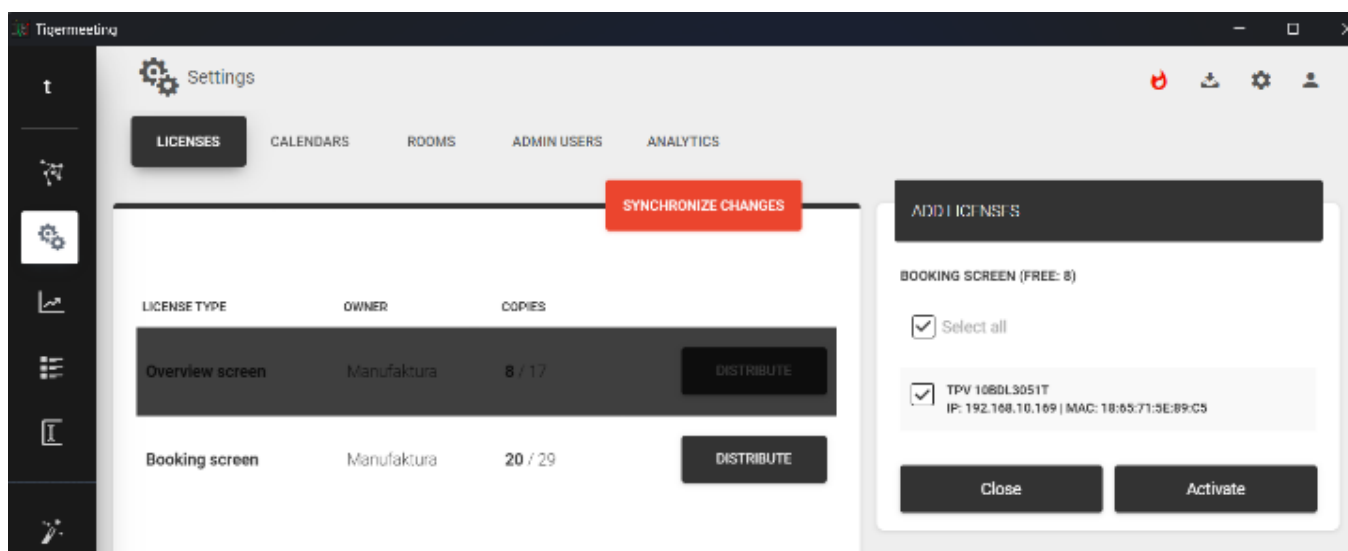 Tigermeeting
t
Settings
LICENSES CALENDARS ROOMS ADMIN USERS ANALYTICS
SYNCHRONIZE CHANGES
LICENSE TYPE OWNER COPIES
Overview screen Manufaktura 8 / 17 DISTRIBUTE
Booking screen Manufaktura 20 / 29 DISTRIBUTE
ADD LICENSES
BOOKING SCREEN (FREE: 8)
Select all
TPV 10BDL3051T
IP: 192.168.10.169 | MAC: 18:65:71:5E:89:C5
Close Activate